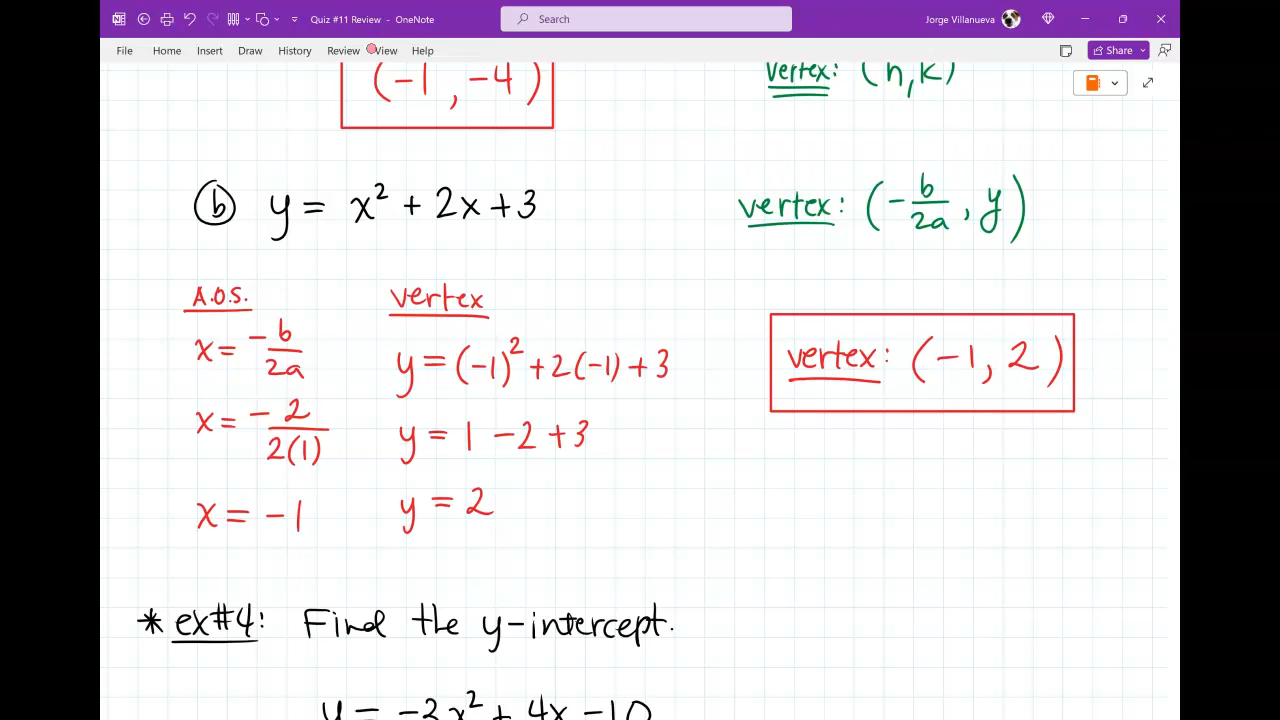 Quiz #11 Review - OneNote
Search
Jorge Villanueva
File Home Insert Draw History Review View Help
Share
(-1, -4)
vertex: (h, k)
ⓑ y = x² + 2x + 3
vertex: (-b/2a, y)
A.O.S.
x = -b/2a
x = -2/2(1)
x = -1
vertex
y = (-1)² + 2(-1) + 3
y = 1 - 2 + 3
y = 2
vertex: (-1, 2)
* ex#4: Find the y-intercept.